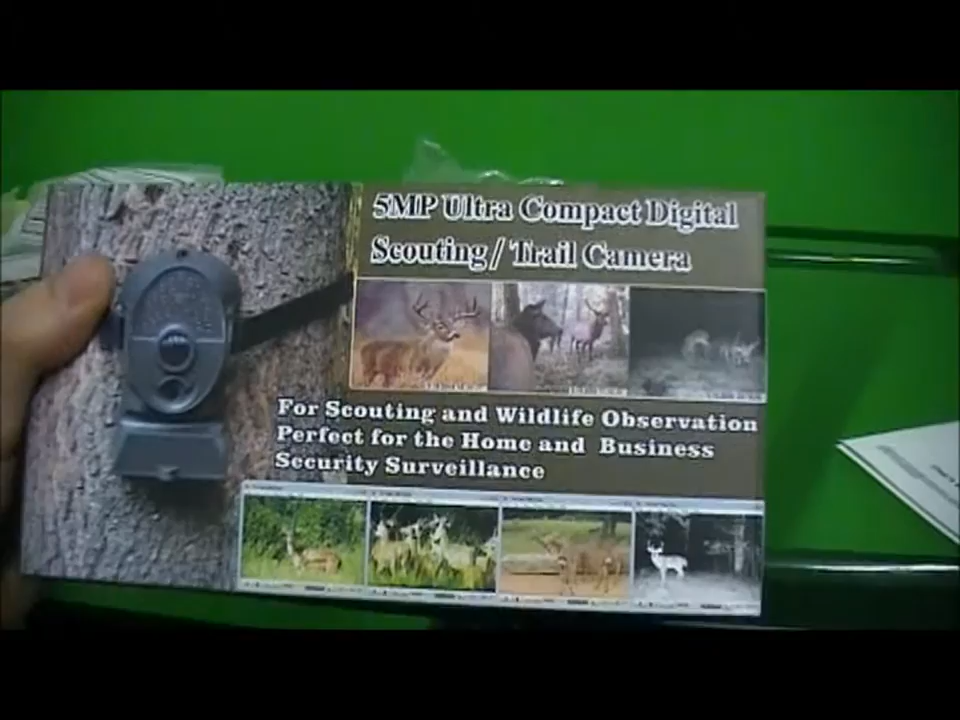 5MP Ultra Compact Digital
Scouting / Trail Camera
For Scouting and Wildlife Observation
Perfect for the Home and Business
Security Surveillance